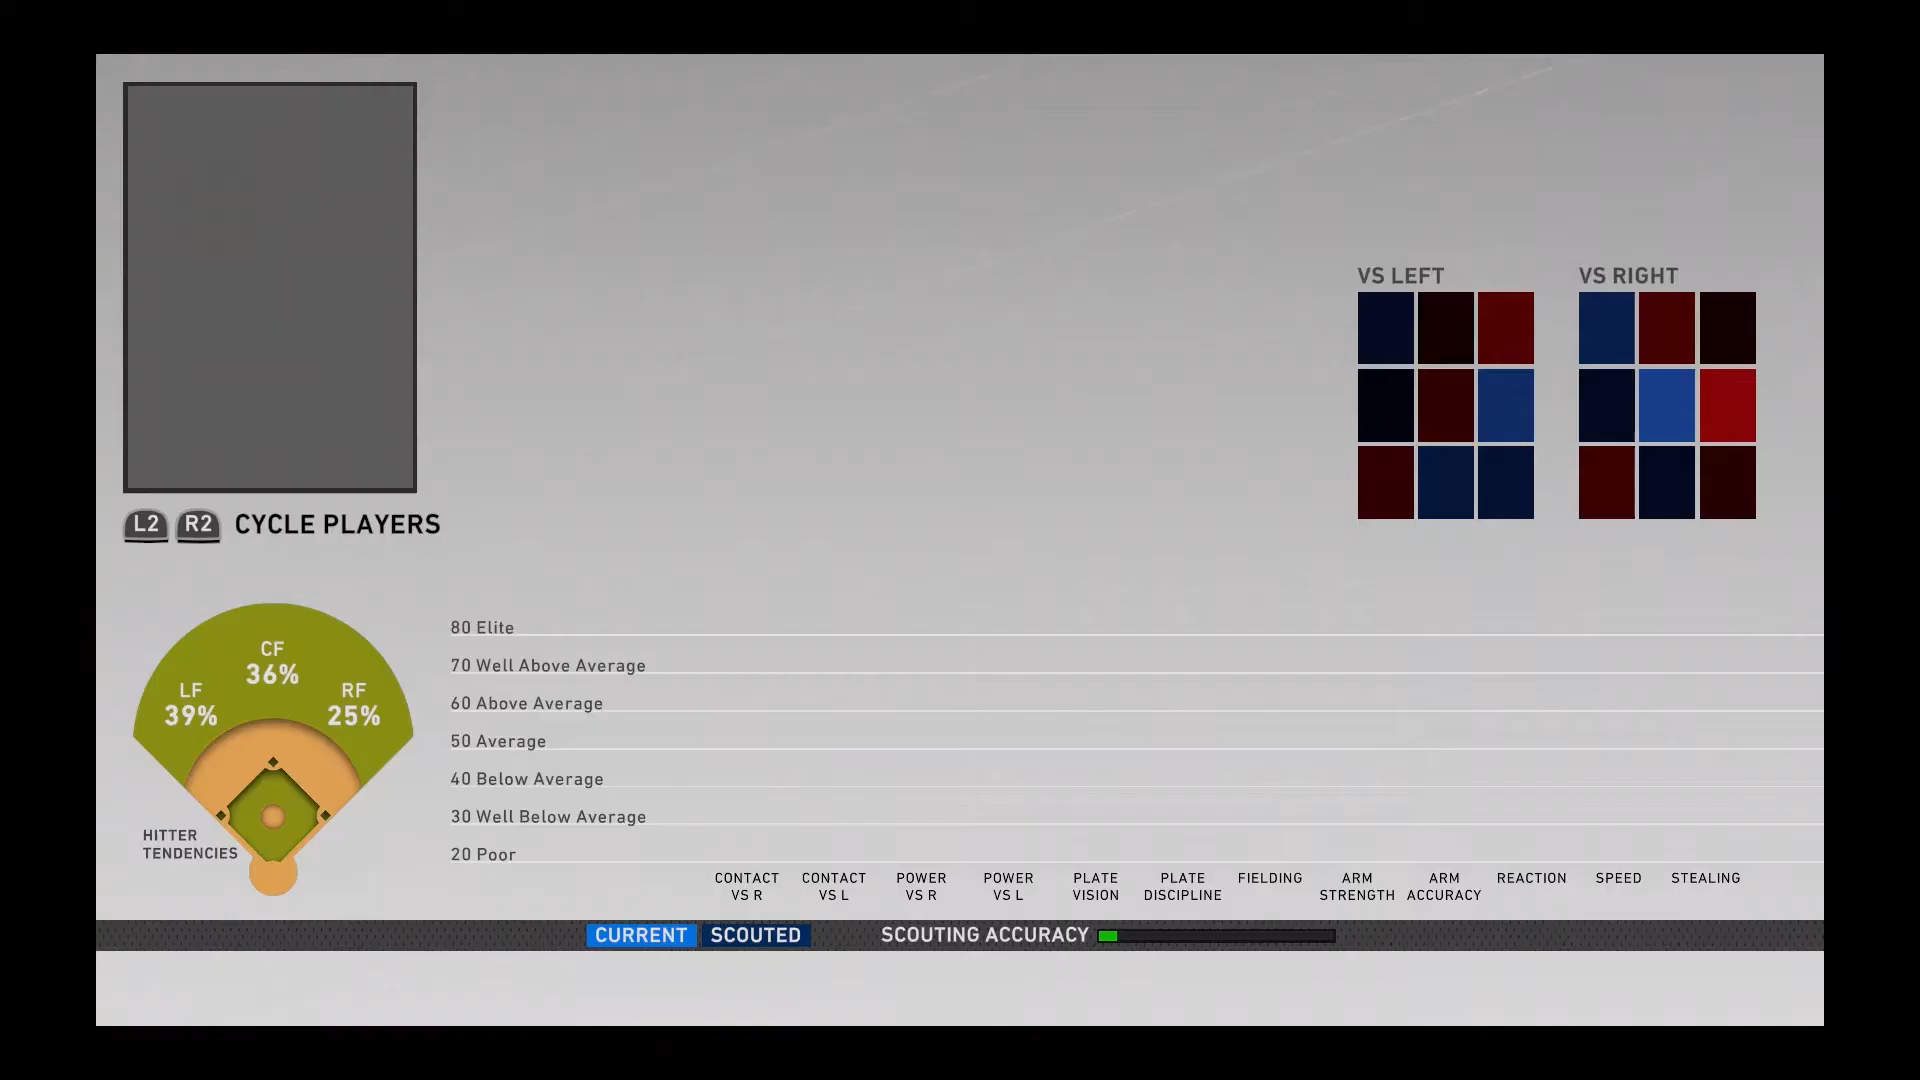 VS LEFT
VS RIGHT
L2 R2 CYCLE PLAYERS
CF
36%
LF
39%
RF
25%
HITTER
TENDENCIES
80 Elite
70 Well Above Average
60 Above Average
50 Average
40 Below Average
30 Well Below Average
20 Poor
CONTACT
VS R
CONTACT
VS L
POWER
VS R
POWER
VS L
PLATE
VISION
PLATE
DISCIPLINE
FIELDING
ARM
STRENGTH
ARM
ACCURACY
REACTION
SPEED
STEALING
CURRENT
SCOUTED
SCOUTING ACCURACY